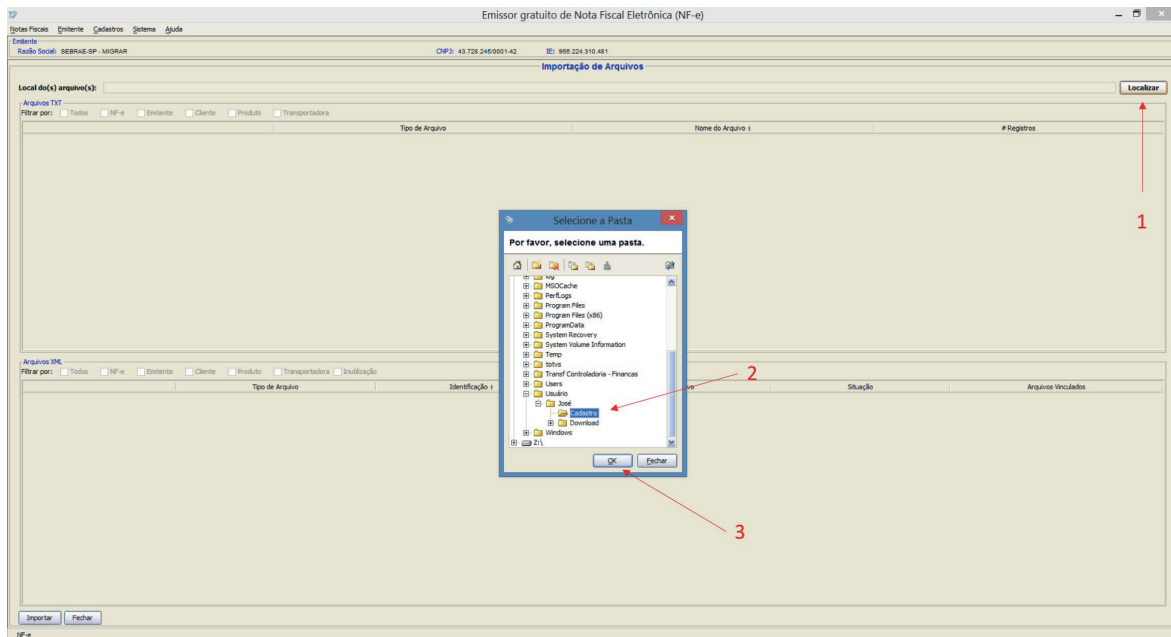 Emissor gratuito de Nota Fiscal Eletrônica (NF-e)
Notas Fiscais Emitente Cadastros Sistema Ajuda
Emitente
Razão Social: SEBRAE-SP - MIGRAR CNPJ: 43.728.245/0001-42 IE: 956.224.310.481
Importação de Arquivos
Local do(s) arquivo(s): Localizar
Arquivos TXT
Filtrar por: Todos NF-e Emitente Cliente Produto Transportadora
Tipo de Arquivo Nome do Arquivo # Registros
1
Selecione a Pasta
Por favor, selecione uma pasta.
log
MSOCache
PerfLogs
Program Files
Program Files (x86)
ProgramData
System Recovery
System Volume Information
Temp
totvs
Transf Controladoria - Financas
Users
Usuário
José
Cadastro
Download
Windows
Z:\
OK Fechar
2
3
Arquivos XML
Filtrar por: Todos NF-e Emitente Cliente Produto Transportadora Inutilização
Tipo de Arquivo Identificação vo Situação Arquivos Vinculados
Importar Fechar
NF-e